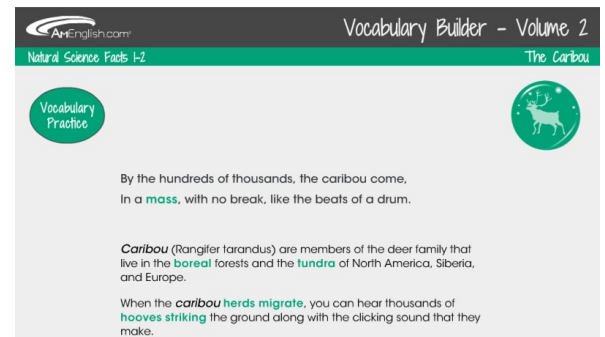 AMEnglish.com
Vocabulary Builder – Volume 2
Natural Science Facts 1-2
The Caribou
Vocabulary
Practice
By the hundreds of thousands, the caribou come,
In a mass, with no break, like the beats of a drum.
Caribou (Rangifer tarandus) are members of the deer family that
live in the boreal forests and the tundra of North America, Siberia,
and Europe.
When the caribou herds migrate, you can hear thousands of
hooves striking the ground along with the clicking sound that they
make.